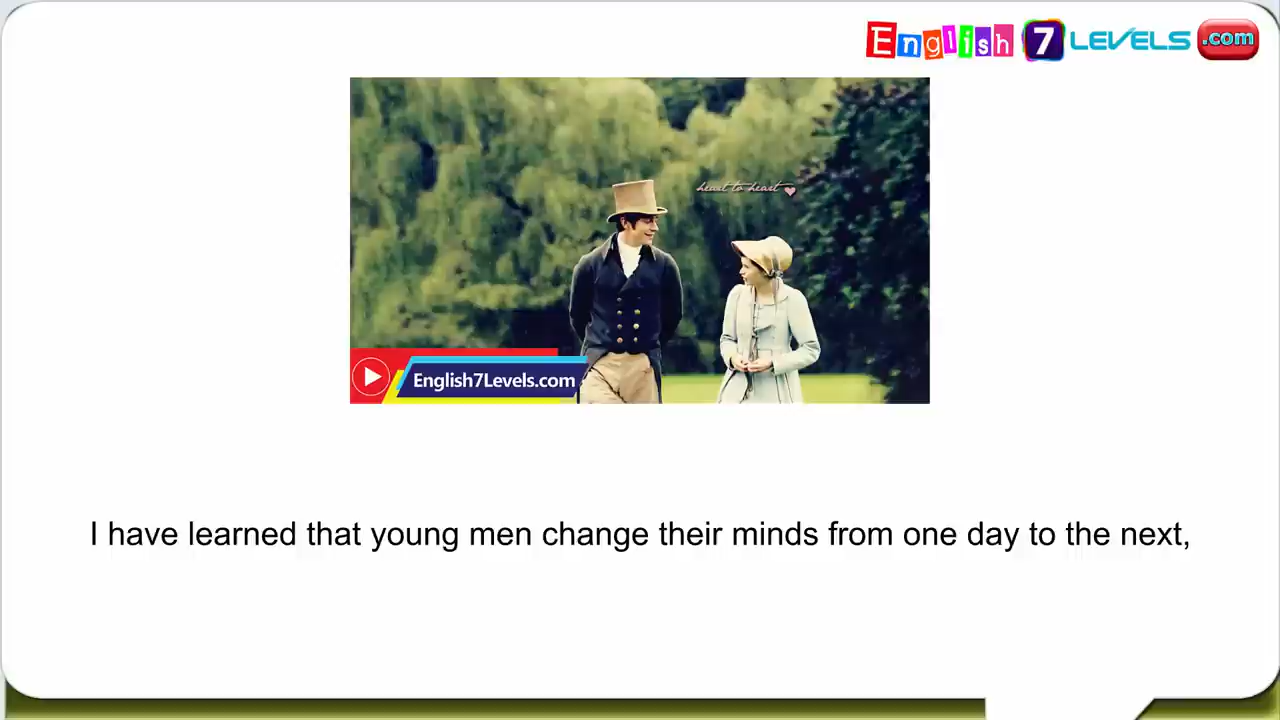 English 7 LEVELS .com
heart to heart
English7Levels.com
I have learned that young men change their minds from one day to the next,